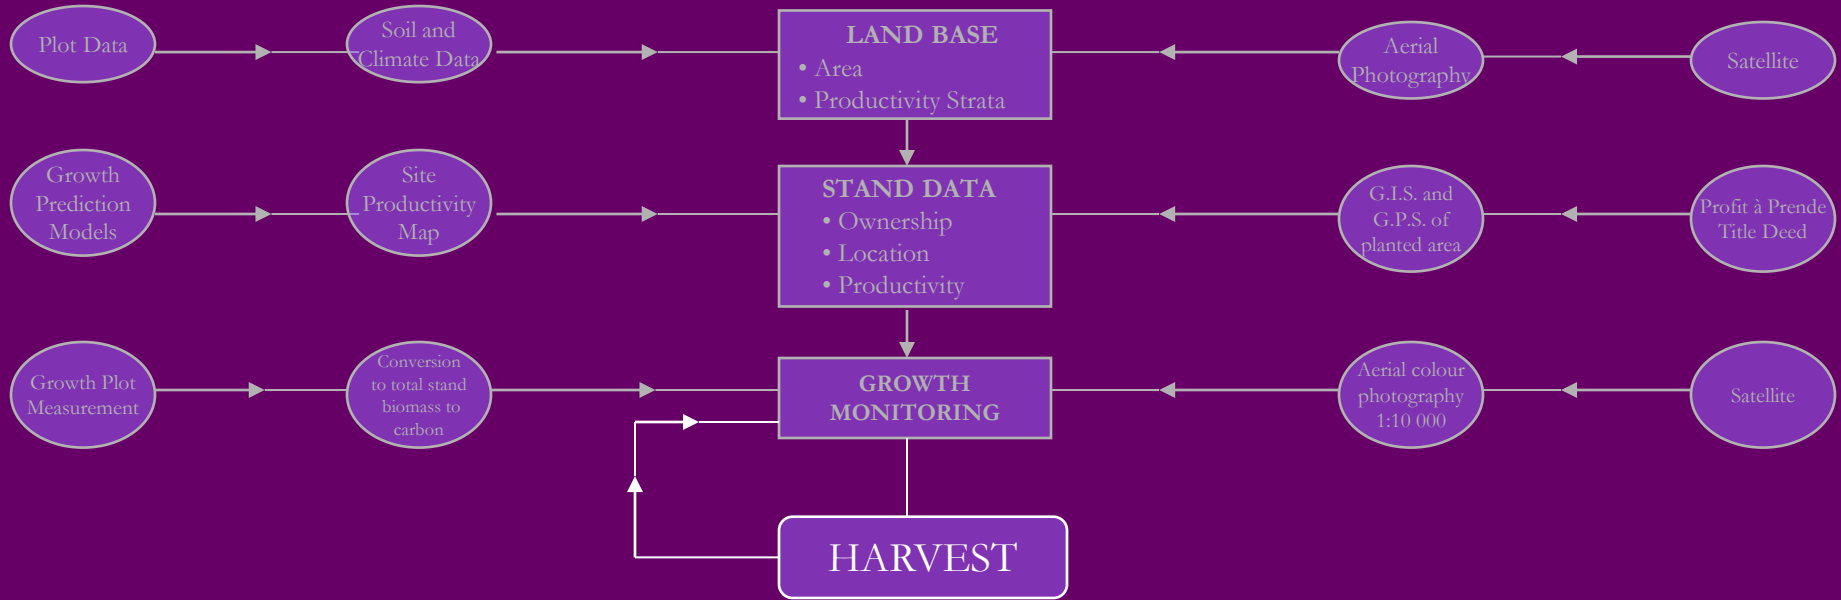 Plot Data
Soil and
Climate Data
LAND BASE
• Area
• Productivity Strata
Aerial
Photography
Satellite
Growth
Prediction
Models
Site
Productivity
Map
STAND DATA
• Ownership
• Location
• Productivity
G.I.S. and
G.P.S. of
planted area
Profit à Prende
Title Deed
Growth Plot
Measurement
Conversion
to total stand
biomass to
carbon
GROWTH
MONITORING
Aerial colour
photography
1:10 000
Satellite
HARVEST